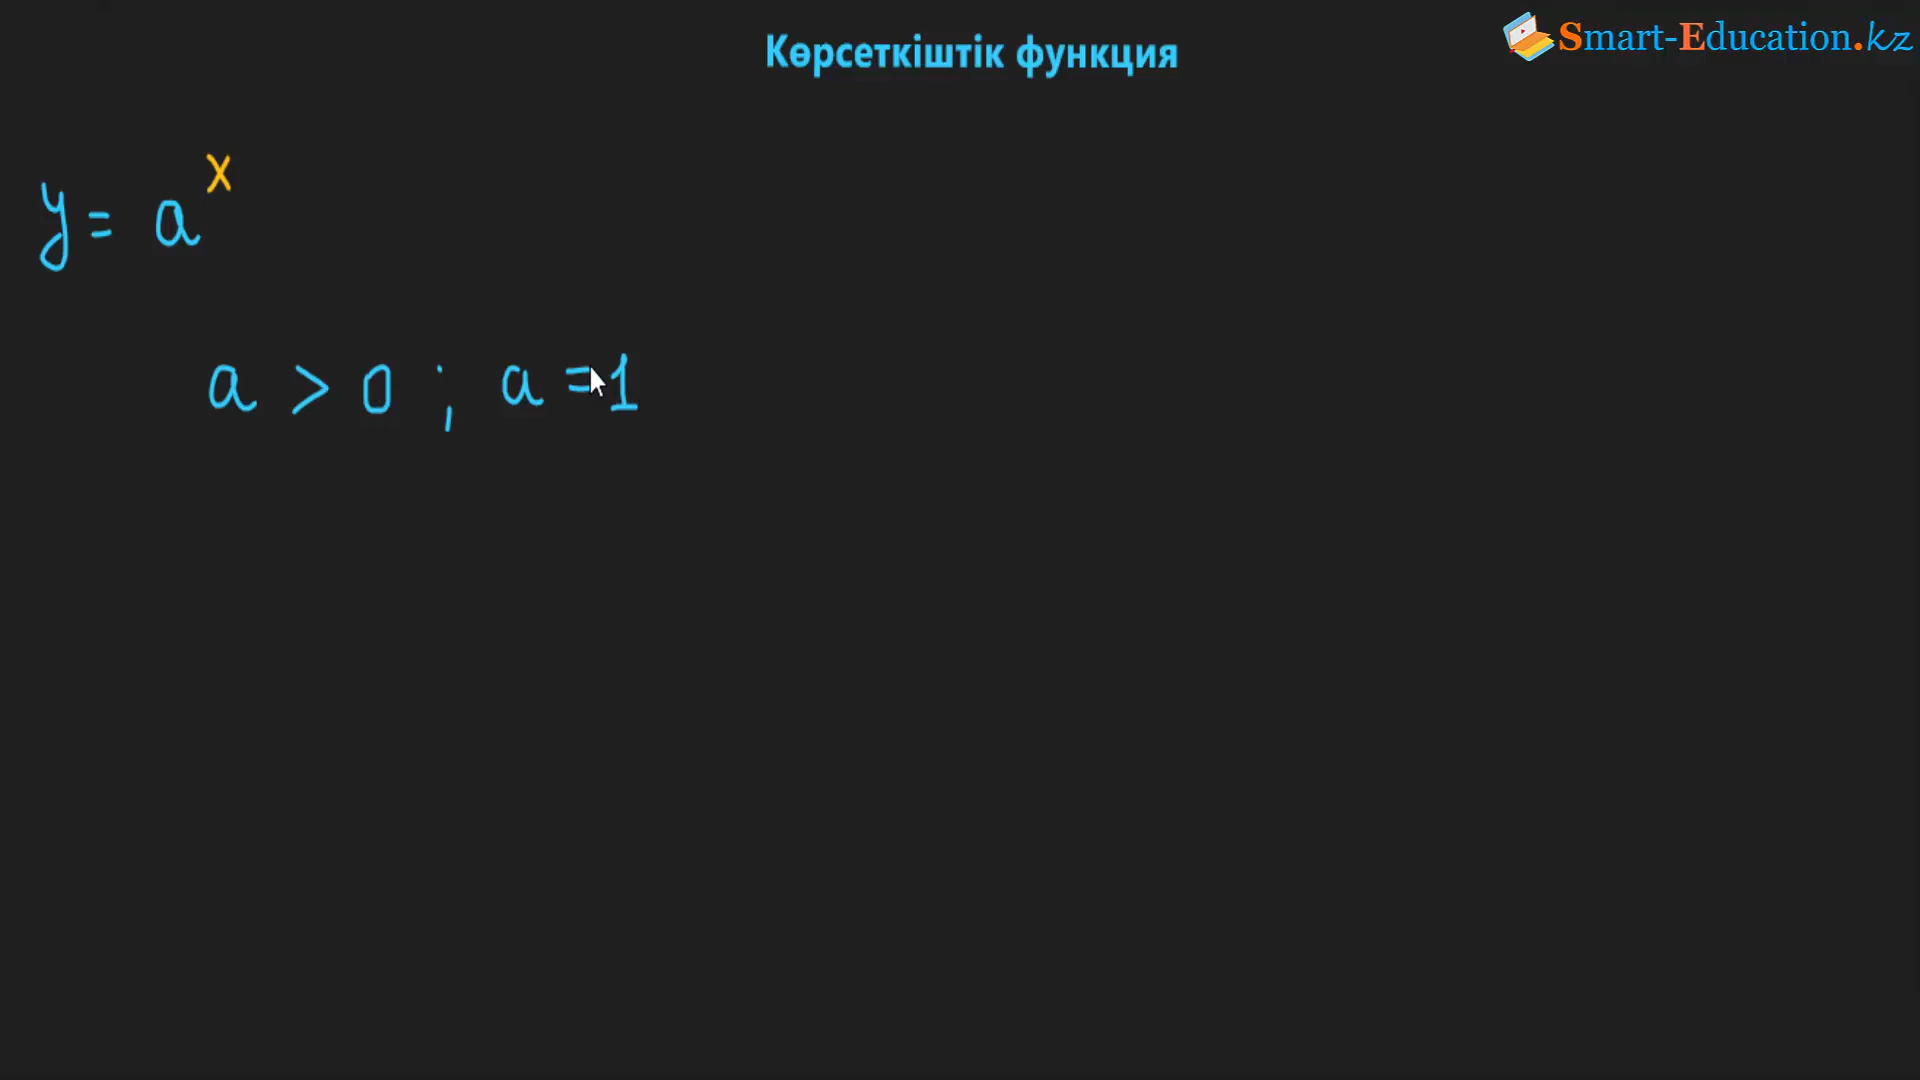 Көрсеткіштік функция
Smart-Education.kz
y = a^x
a > 0 ; a = 1